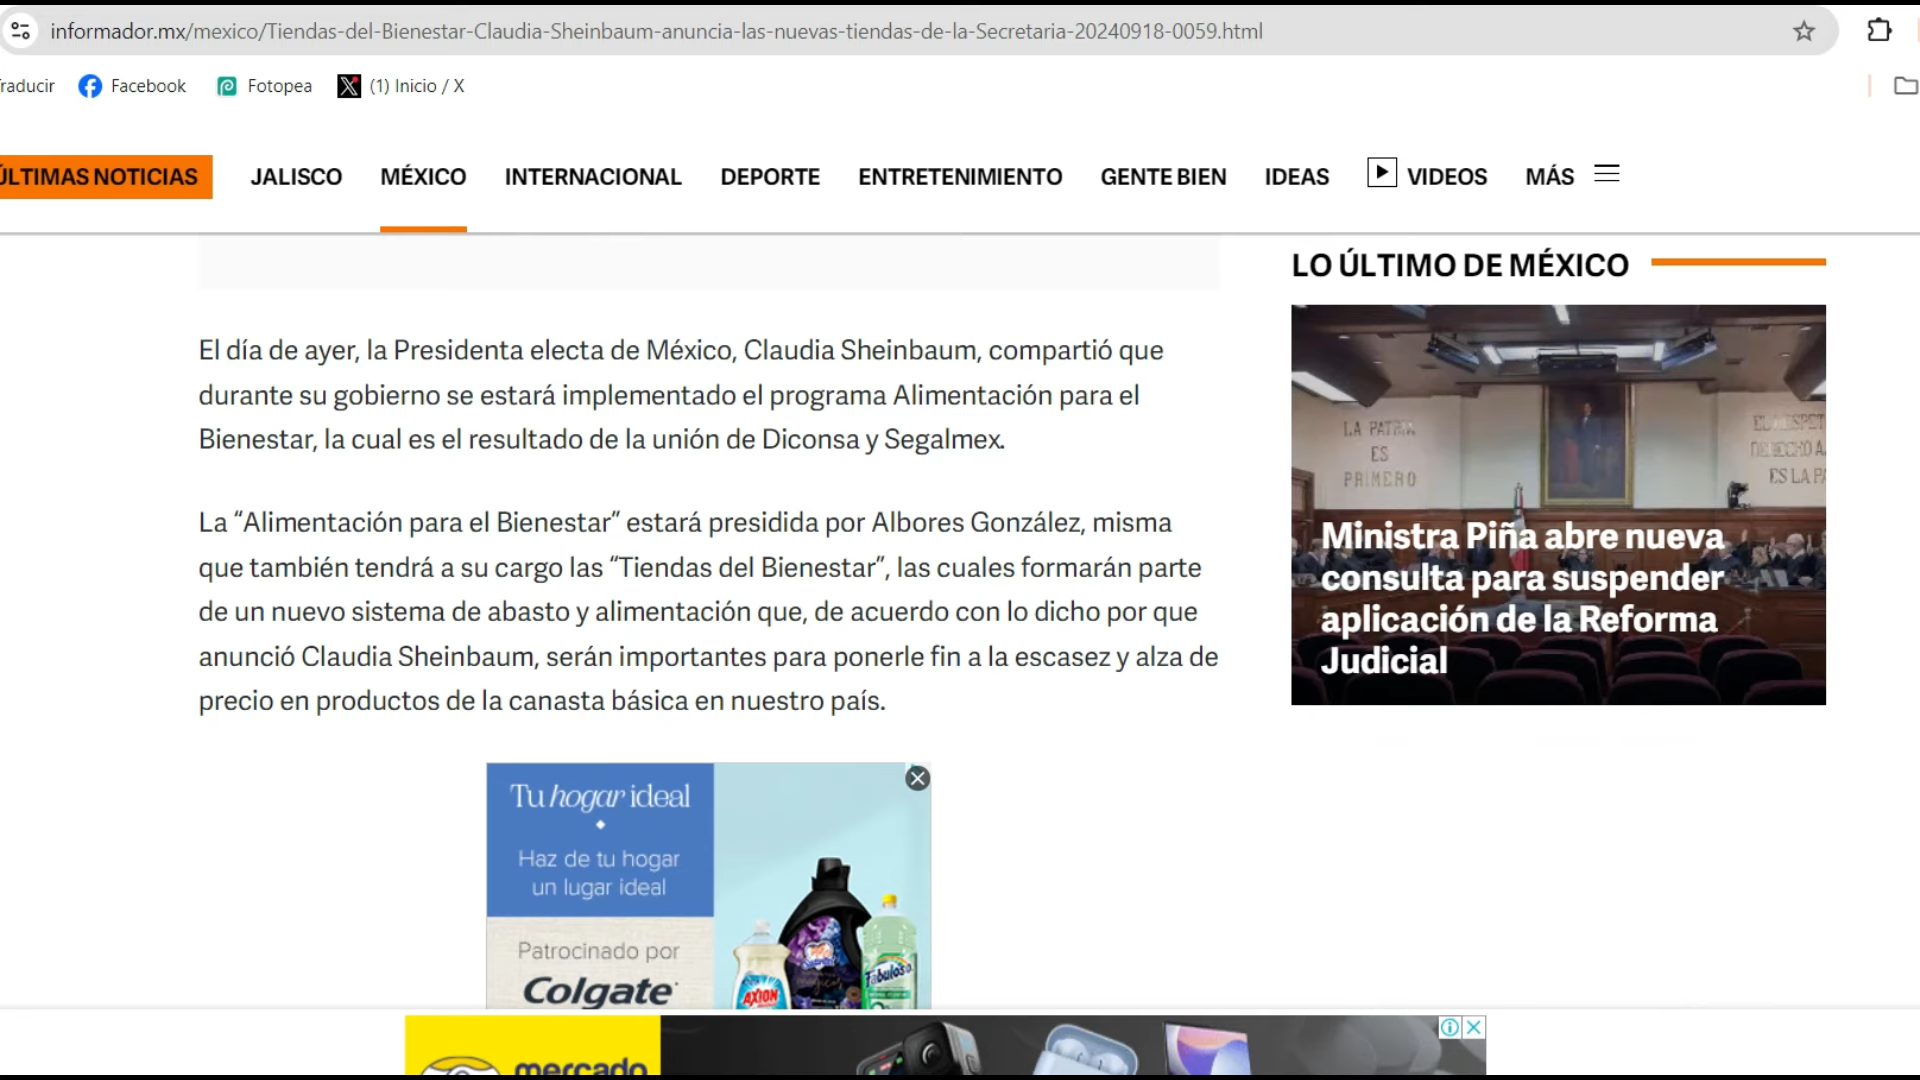 informador.mx/mexico/Tiendas-del-Bienestar-Claudia-Sheinbaum-anuncia-las-nuevas-tiendas-de-la-Secretaria-20240918-0059.html
raducir Facebook Fotopea (1) Inicio / X
ÚLTIMAS NOTICIAS JALISCO MÉXICO INTERNACIONAL DEPORTE ENTRETENIMIENTO GENTE BIEN IDEAS VIDEOS MÁS
El día de ayer, la Presidenta electa de México, Claudia Sheinbaum, compartió que
durante su gobierno se estará implementado el programa Alimentación para el
Bienestar, la cual es el resultado de la unión de Diconsa y Segalmex.
La “Alimentación para el Bienestar” estará presidida por Albores González, misma
que también tendrá a su cargo las “Tiendas del Bienestar”, las cuales formarán parte
de un nuevo sistema de abasto y alimentación que, de acuerdo con lo dicho por que
anunció Claudia Sheinbaum, serán importantes para ponerle fin a la escasez y alza de
precio en productos de la canasta básica en nuestro país.
LO ÚLTIMO DE MÉXICO
LA PATRIA
ES
PRIMERO
ES LA PA
Ministra Piña abre nueva
consulta para suspender
aplicación de la Reforma
Judicial
Tu hogar ideal
Haz de tu hogar
un lugar ideal
Patrocinado por
Colgate
AXION
Fabuloso
mercado